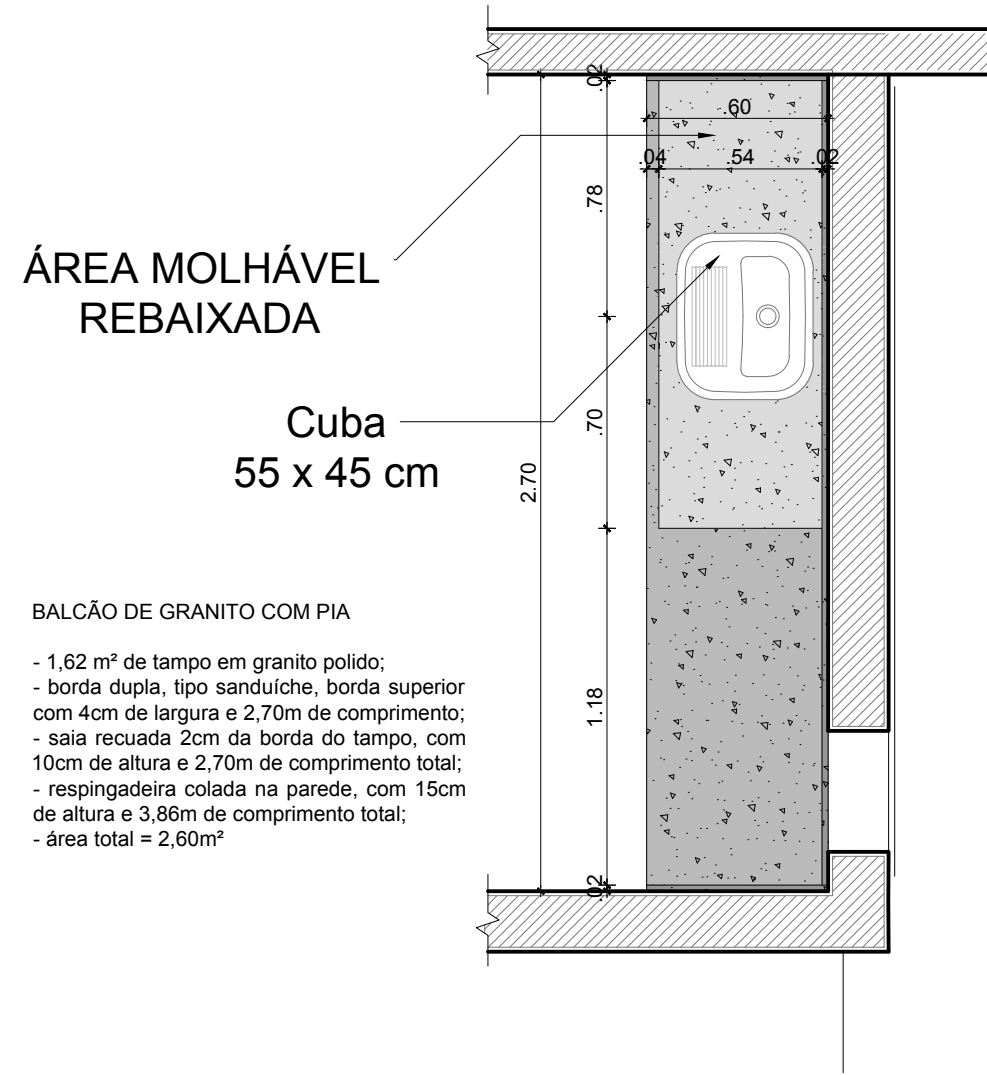 .02
.60
.04
.54
.02
.78
ÁREA MOLHÁVEL
REBAIXADA
Cuba
55 x 45 cm
.70
2.70
BALCÃO DE GRANITO COM PIA
- 1,62 m² de tampo em granito polido;
- borda dupla, tipo sanduíche, borda superior
com 4cm de largura e 2,70m de comprimento;
- saia recuada 2cm da borda do tampo, com
10cm de altura e 2,70m de comprimento total;
- respingadeira colada na parede, com 15cm
de altura e 3,86m de comprimento total;
- área total = 2,60m²
1.18
.02